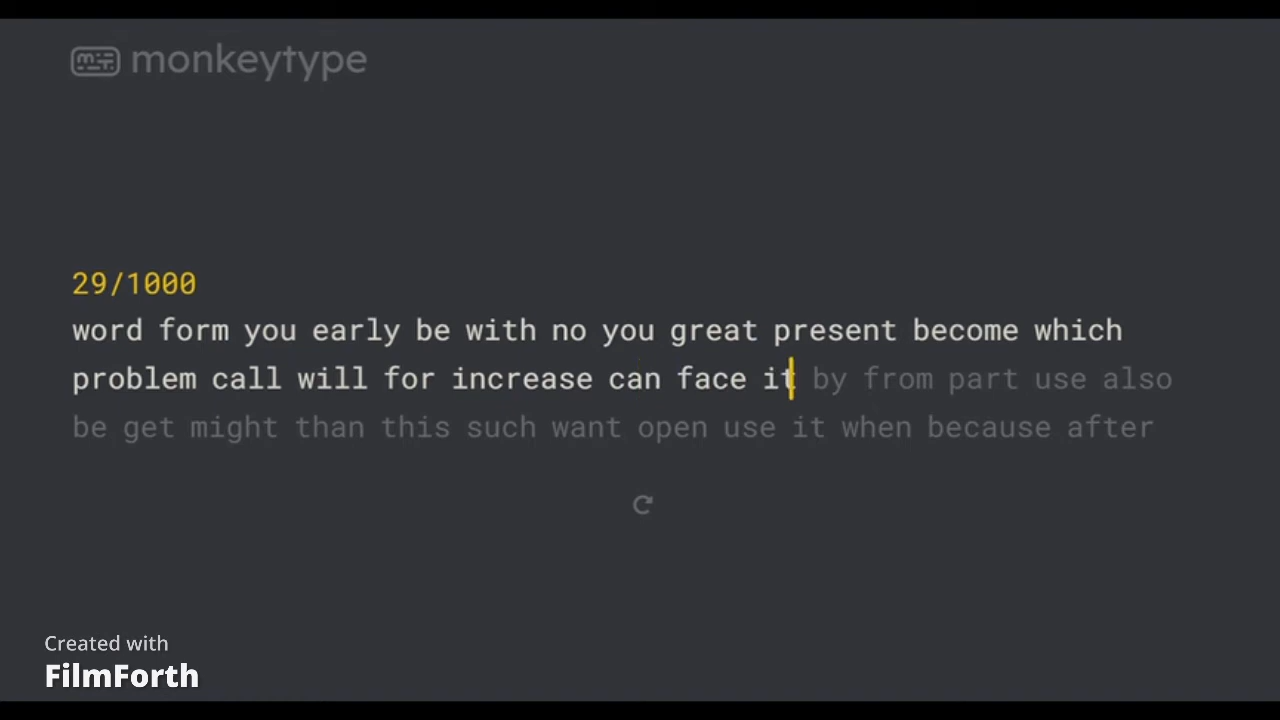 monkeytype
29/1000
word form you early be with no you great present become which
problem call will for increase can face it by from part use also
be get might than this such want open use it when because after
Created with
FilmForth